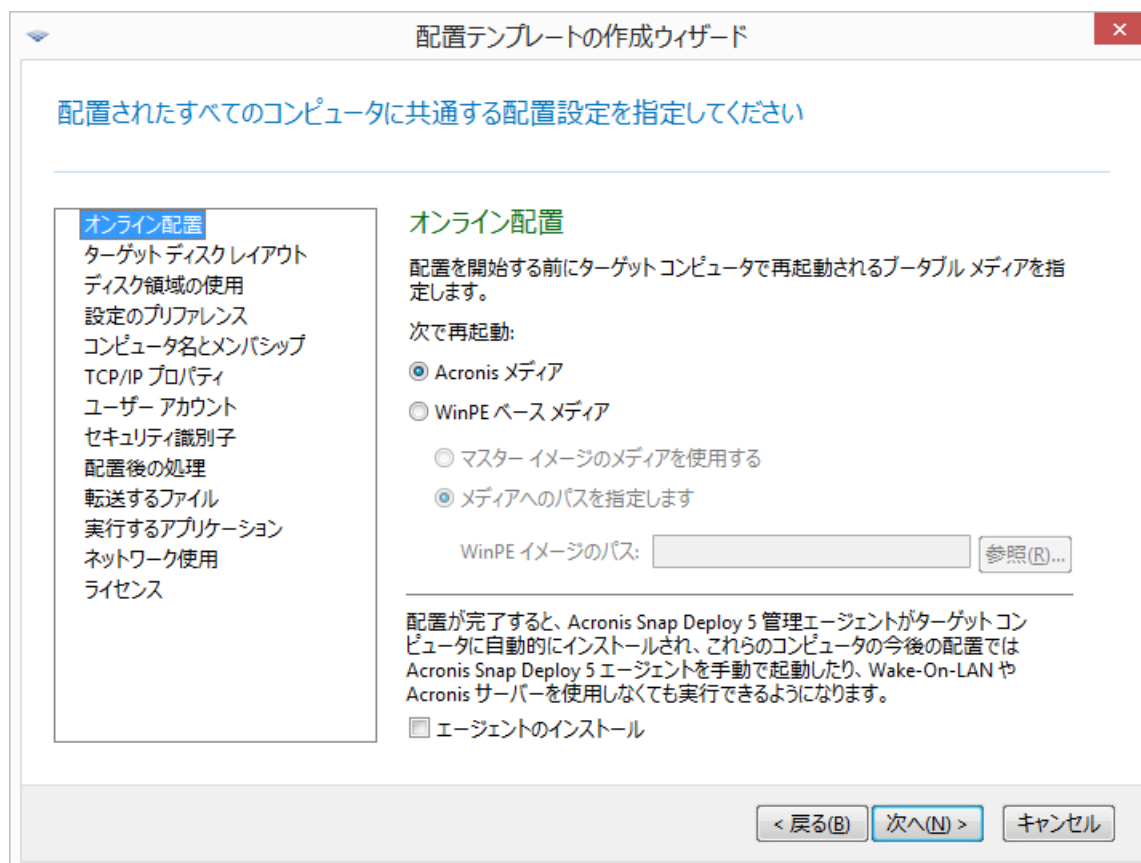 配置テンプレートの作成ウィザード
配置されたすべてのコンピュータに共通する配置設定を指定してください
オンライン配置
ターゲット ディスク レイアウト
ディスク領域の使用
設定のプリファレンス
コンピュータ名とメンバシップ
TCP/IP プロパティ
ユーザー アカウント
セキュリティ識別子
配置後の処理
転送するファイル
実行するアプリケーション
ネットワーク使用
ライセンス
オンライン配置
配置を開始する前にターゲット コンピュータで再起動されるブータブル メディアを指
定します。
次で再起動:
Acronis メディア
WinPE ベース メディア
マスター イメージのメディアを使用する
メディアへのパスを指定します
WinPE イメージのパス:
参照(R)...
配置が完了すると、Acronis Snap Deploy 5 管理エージェントがターゲット コン
ピュータに自動的にインストールされ、これらのコンピュータの今後の配置では
Acronis Snap Deploy 5 エージェントを手動で起動したり、Wake-On-LAN や
Acronis サーバーを使用しなくても実行できるようになります。
エージェントのインストール
< 戻る(B)
次へ(N) >
キャンセル